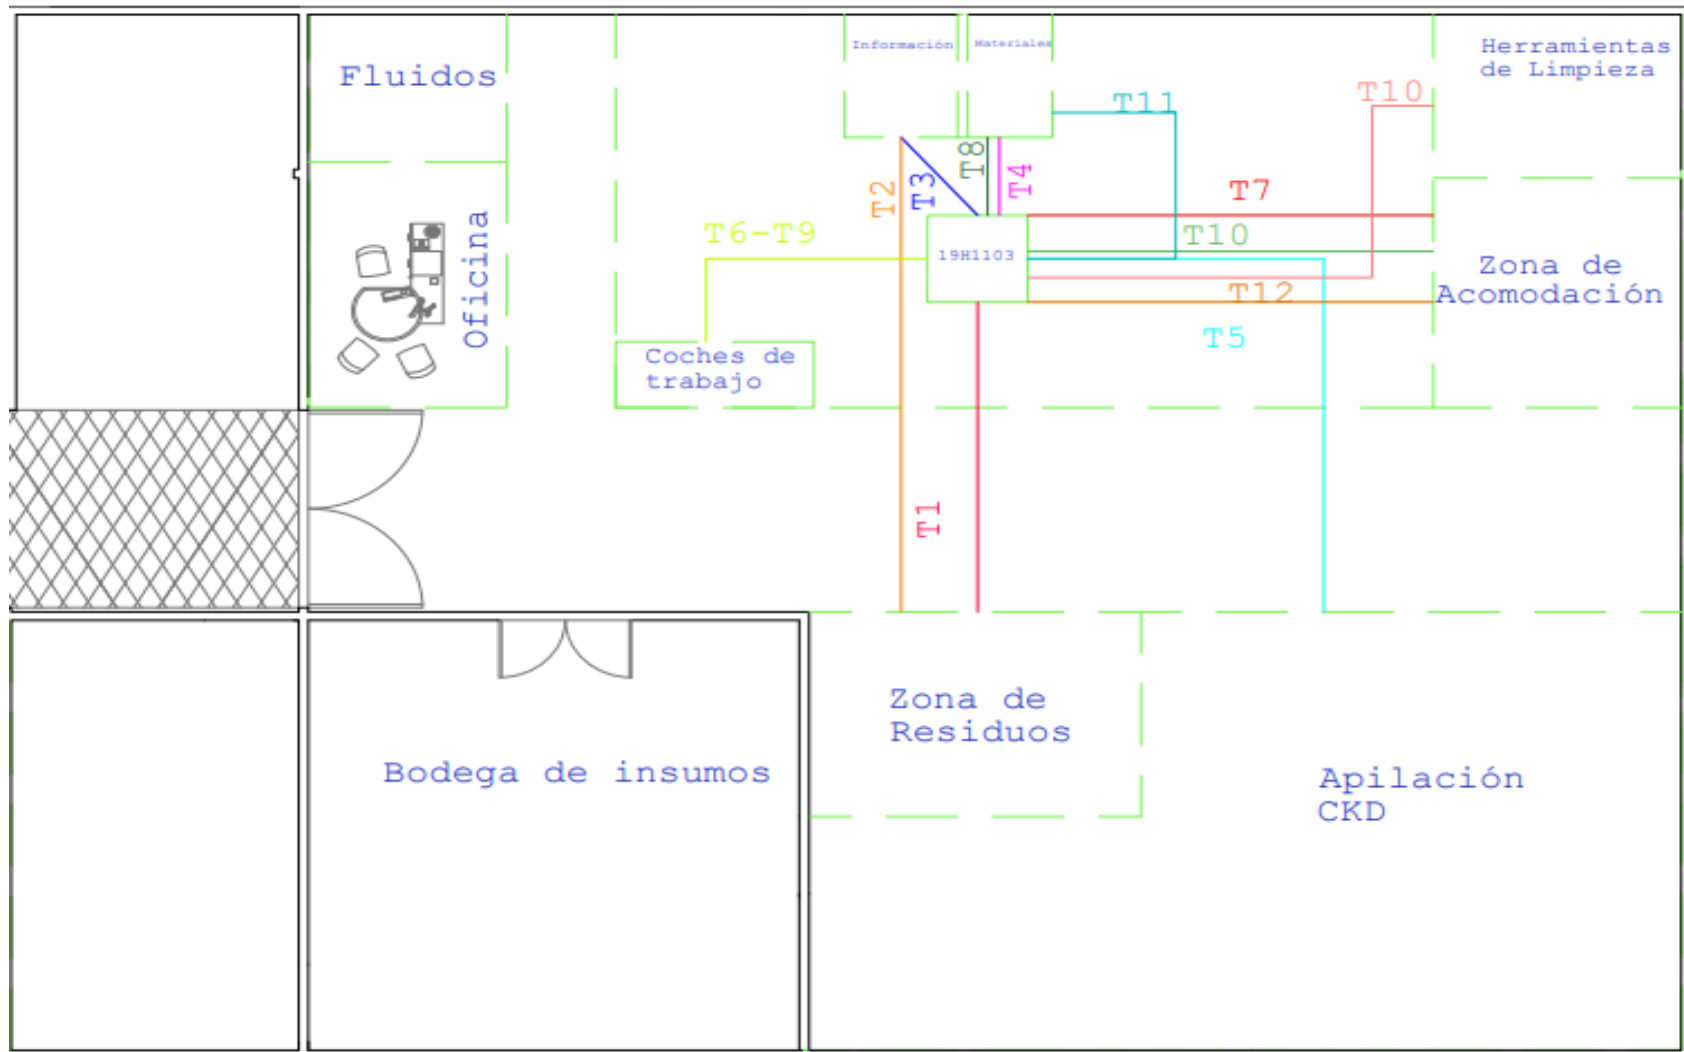 Información
Materiales
Herramientas
de Limpieza
Fluidos
T10
T11
T8
T4
T3
T2
T7
T6-T9
T10
19H1103
Zona de
Acomodación
Oficina
T12
T5
Coches de
trabajo
T1
Zona de
Residuos
Bodega de insumos
Apilación
CKD